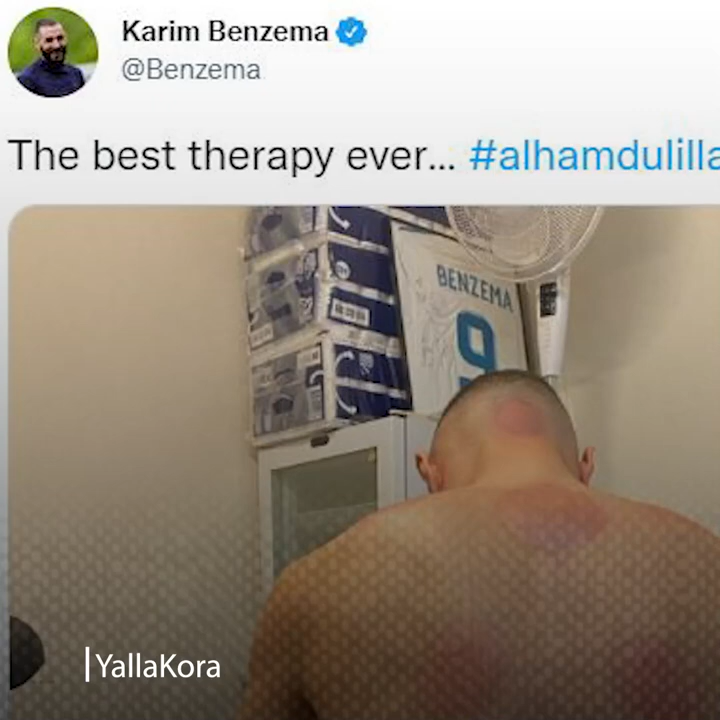 Karim Benzema
@Benzema
The best therapy ever... #alhamdulilla
BENZEMA
9
|YallaKora